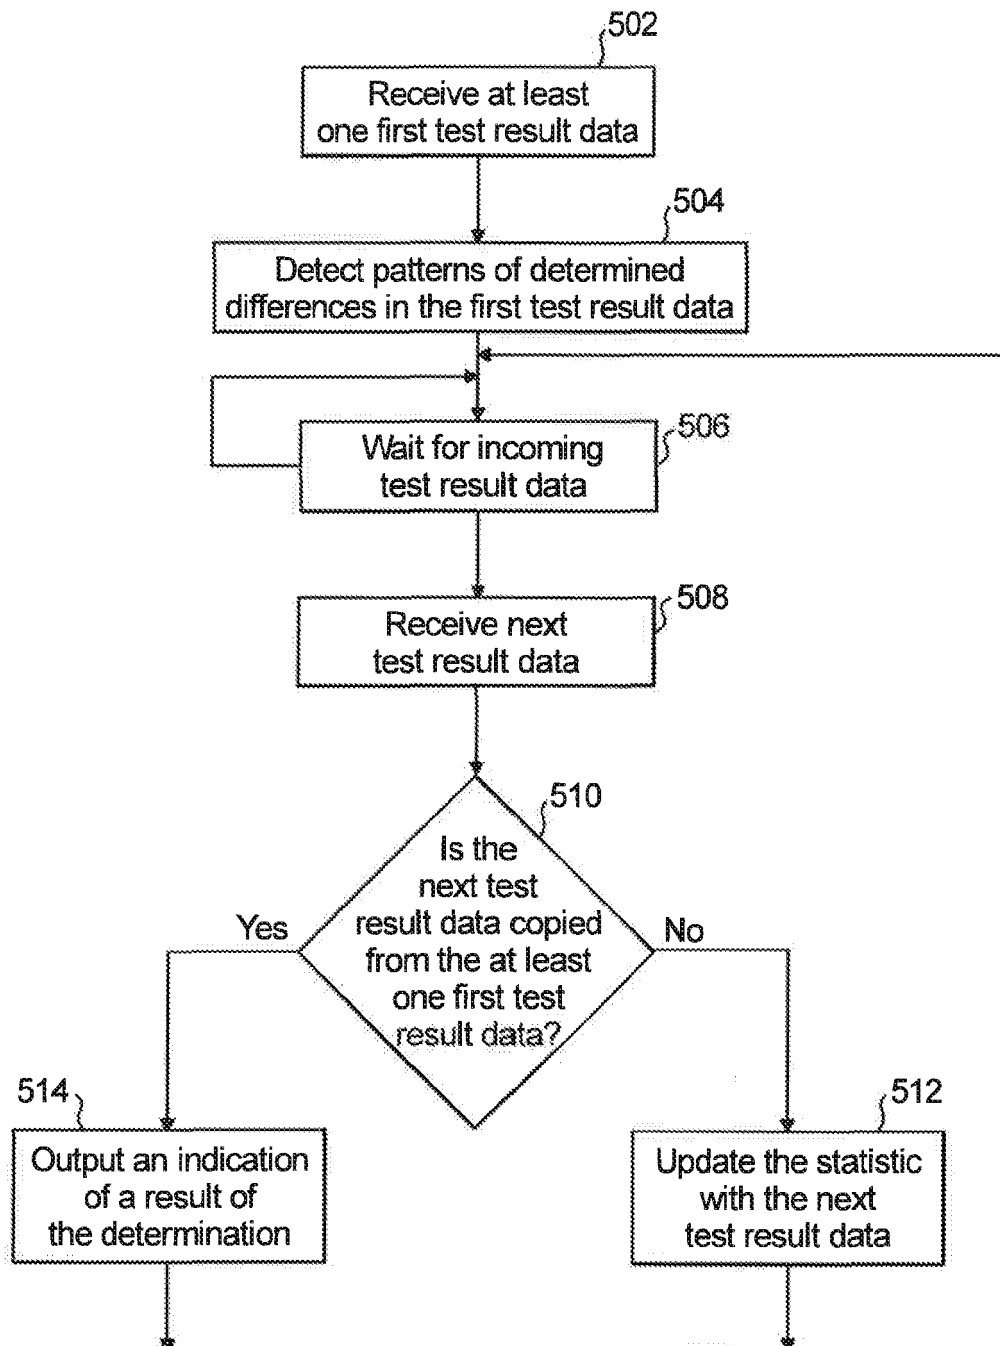 502
Receive at least
one first test result data
504
Detect patterns of determined
differences in the first test result data
506
Wait for incoming
test result data
508
Receive next
test result data
510
Is the
next test
result data copied
from the at least
one first test
result data?
Yes
No
514
Output an indication
of a result of
the determination
512
Update the statistic
with the next
test result data